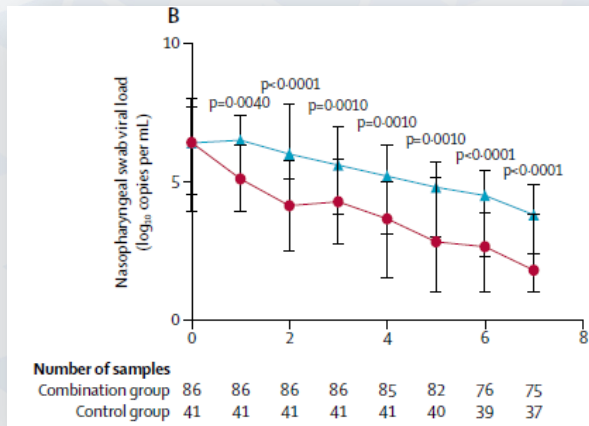 B
10
p<0·0001
p=0·0040
p=0·0010
p=0·0010
p=0·0010
p<0·0001
p<0·0001
Nasopharyngeal swab viral load
(log₁₀ copies per mL)
5
0
0 2 4 6 8
Number of samples
Combination group 86 86 86 86 85 82 76 75
Control group 41 41 41 41 41 40 39 37